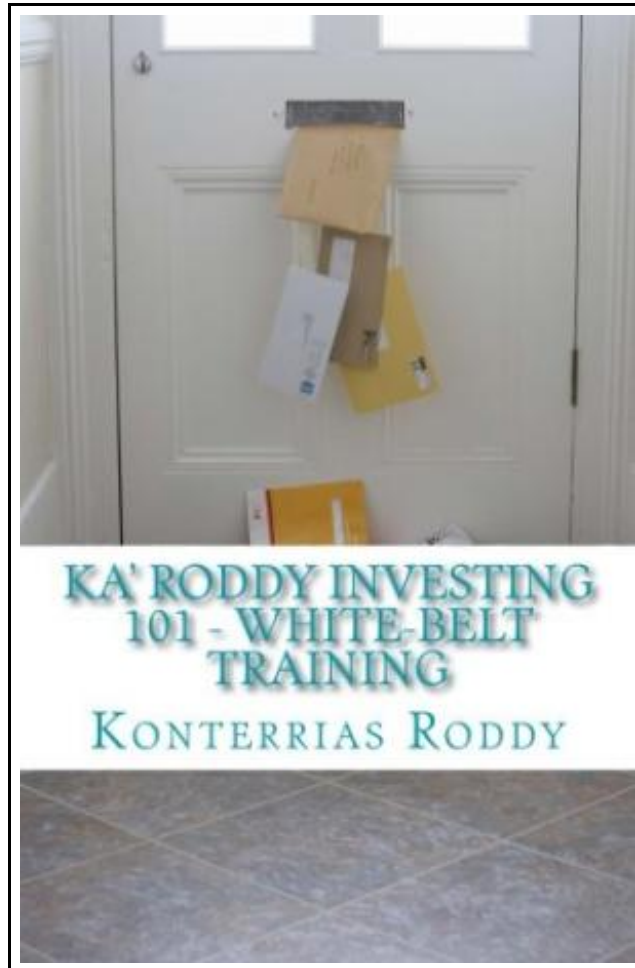 KA' RODDY INVESTING
101 - WHITE-BELT
TRAINING
KONTERRIAS RODDY